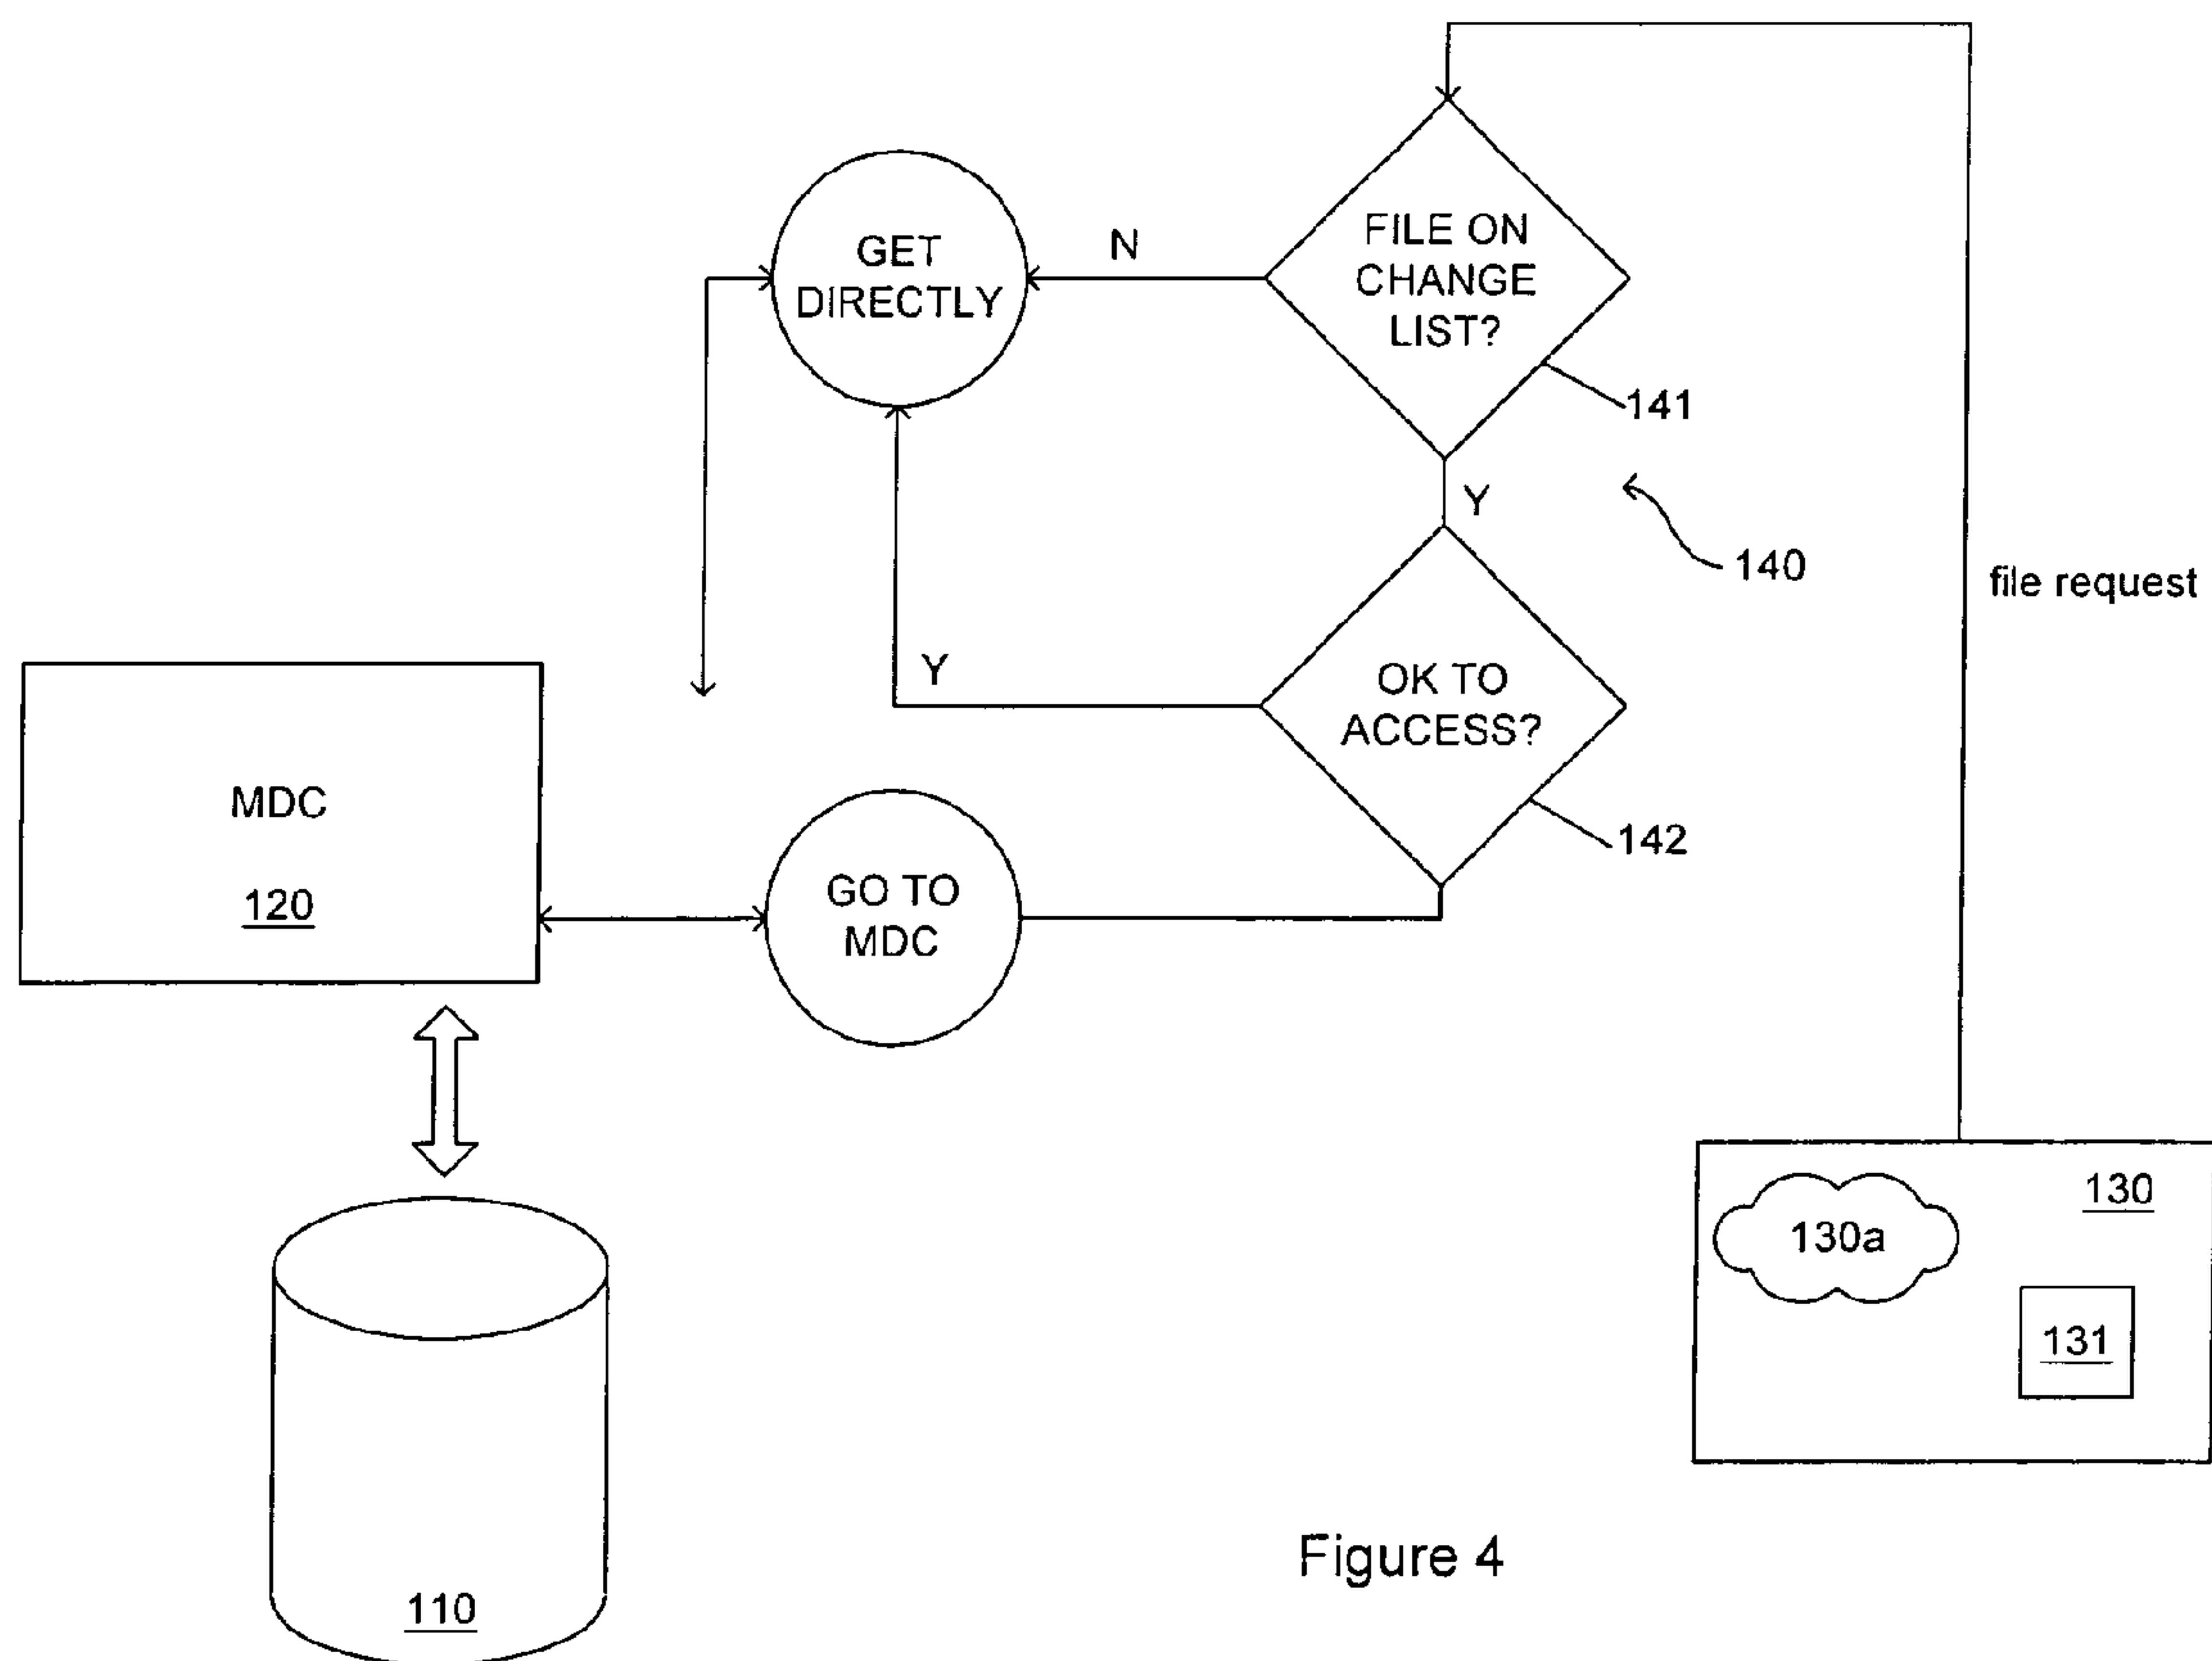 GET
DIRECTLY
N
FILE ON
CHANGE
LIST?
141
Y
140
file request
Y
OK TO
ACCESS?
142
MDC
120
GO TO
MDC
130
130a
131
110
Figure 4